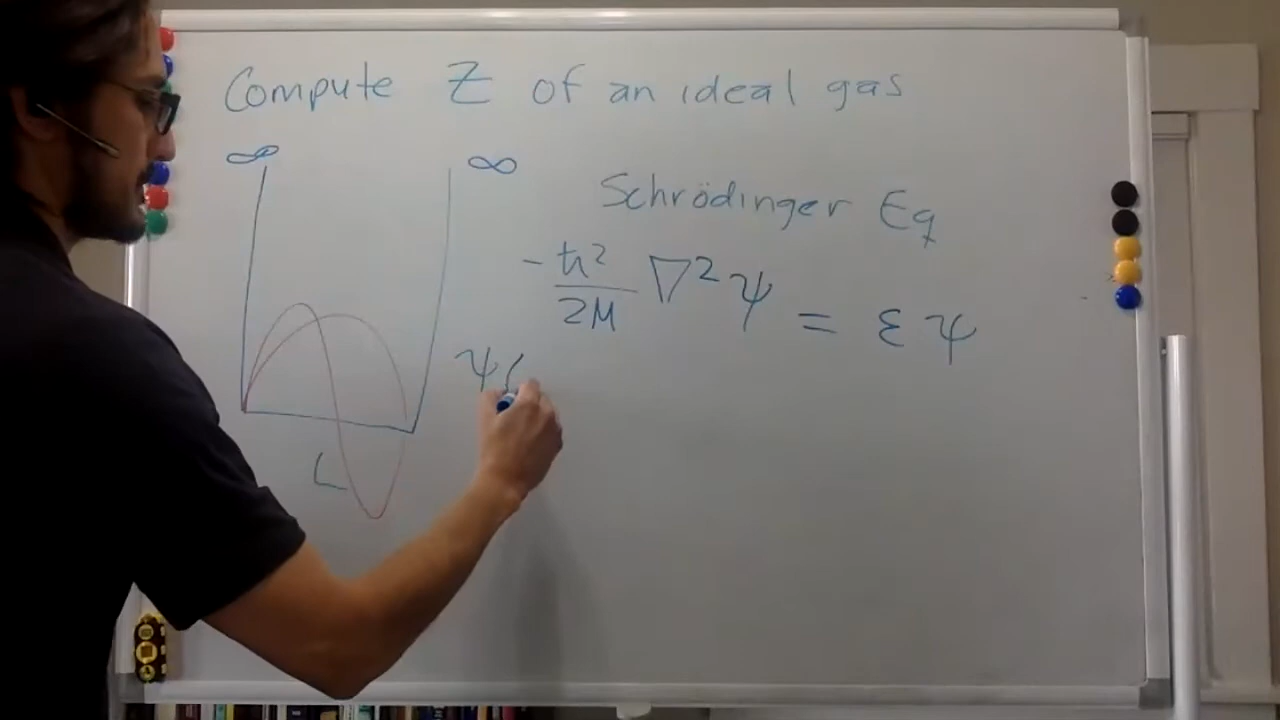 Compute Z of an ideal gas
∞ ∞
Schrödinger Eq
-ħ²/2M ∇²ψ = εψ
ψ(
L